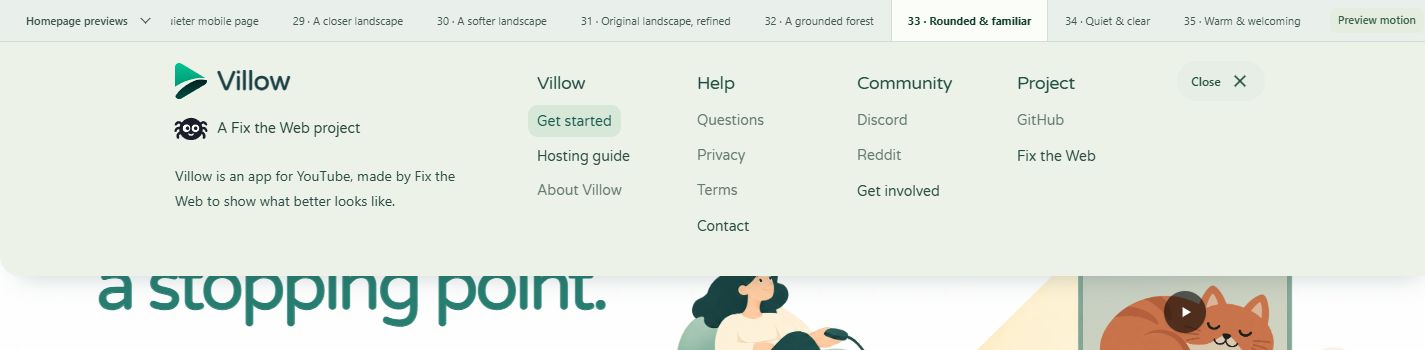 Homepage previews
ieter mobile page
29 · A closer landscape
30 · A softer landscape
31 · Original landscape, refined
32 · A grounded forest
33 · Rounded & familiar
34 · Quiet & clear
35 · Warm & welcoming
Preview motion
Villow
A Fix the Web project
Villow is an app for YouTube, made by Fix the
Web to show what better looks like.
Villow
Get started
Hosting guide
About Villow
Help
Questions
Privacy
Terms
Contact
Community
Discord
Reddit
Get involved
Project
GitHub
Fix the Web
Close
a stopping point.